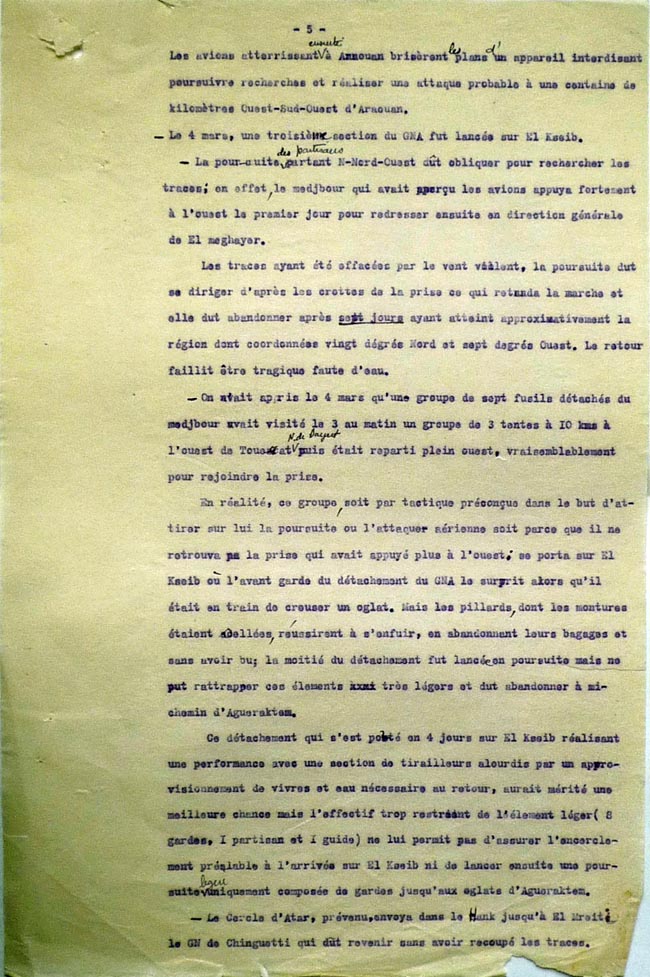 - 5 -
ensuite
Les avions atterrissant à Araouan brisèrent les plans d'un appareil interdisant
poursuivre recherches et réaliser une attaque probable à une centaine de
kilomètres Ouest-Sud-Ouest d'Araouan.
- Le 4 mars, une troisième section du GNA fut lancée sur El Kseib.
des partisans
- La poursuite, partant N-Nord-Ouest dût obliquer pour rechercher les
traces; en effet, le medjbour qui avait aperçu les avions appuya fortement
à l'ouest le premier jour pour redresser ensuite en direction générale
de El meghayer.
Les traces ayant été effacées par le vent violent, la poursuite dut
se diriger d'après les crottes de la prise ce qui retarda la marche et
elle dut abandonner après sept jours ayant atteint approximativement la
région dont coordonnées vingt dégrés Nord et sept degrés Ouest. Le retour
faillit être tragique faute d'eau.
- On avait appris le 4 mars qu'une groupe de sept fusils détachés du
medjbour avait visité le 3 au matin un groupe de 3 tentes à IO kms à
N. de
l'ouest de puis était reparti plein ouest, vraisemblablement
pour rejoindre la prise.
En réalité, ce groupe, soit par tactique préconçue dans le but d'at-
tirer sur lui la poursuite ou l'attaquer aérienne soit parce que il ne
retrouva pa la prise qui avait appuyé plus à l'ouest; se porta sur El
Kseib où l'avant garde du détachement du GNA le surprit alors qu'il
était en train de creuser un oglat. Mais les pillards, dont les montures
étaient sellées, réussirent à s'enfuir, en abandonnant leurs bagages et
sans avoir bu; la moitié du détachement fut lancée en poursuite mais ne
put rattrapper ces élements xxxi très légers et dut abandonner à mi-
chemin d'Agueraktem.
Ce détachement qui s'est porté en 4 jours sur El Kseib réalisant
une performance avec une section de tirailleurs alourdis par un appro-
visionnement de vivres et eau nécessaire au retour, aurait mérité une
meilleure chance mais l'effectif trop restreint de l'élement léger( 8
gardes, I partisan et I guide) ne lui permit pas d'assurer l'encercle-
ment préalable à l'arrivée sur El Kseib ni de lancer ensuite une pour-
légère
suite uniquement composée de gardes jusqu'aux oglats d'Agueraktem.
- Le Cercle d'Atar, prévenu, envoya dans le Hank jusqu'à El Mreiti
le GN de Chinguetti qui dût revenir sans avoir recoupé les traces.